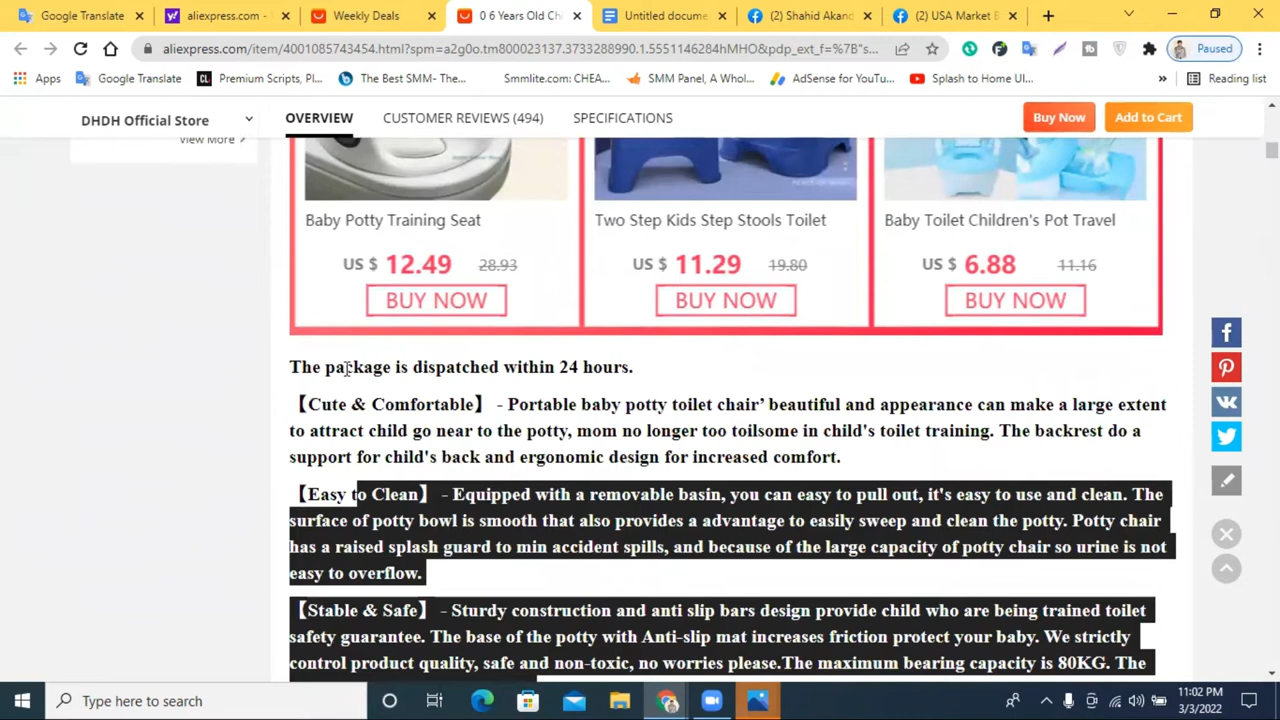 Google Translate
aliexpress.com -
Weekly Deals
0 6 Years Old Ch
Untitled docume
(2) Shahid Akand
(2) USA Market B
aliexpress.com/item/4001085743454.html?spm=a2g0o.tm800023137.3733288990.1.5551146284hMHO&pdp_ext_f=%7B"s...
Paused
Apps
Google Translate
Premium Scripts, Pl...
The Best SMM- The...
Smmlite.com: CHEA...
SMM Panel, A Whol...
AdSense for YouTu...
Splash to Home UI...
»
Reading list
DHDH Official Store
OVERVIEW
CUSTOMER REVIEWS (494)
SPECIFICATIONS
Buy Now
Add to Cart
View More >
Baby Potty Training Seat
Two Step Kids Step Stools Toilet
Baby Toilet Children's Pot Travel
US $ 12.49 28.93
US $ 11.29 19.80
US $ 6.88 11.16
BUY NOW
BUY NOW
BUY NOW
The package is dispatched within 24 hours.
【Cute & Comfortable】 - Portable baby potty toilet chair’ beautiful and appearance can make a large extent
to attract child go near to the potty, mom no longer too toilsome in child's toilet training. The backrest do a
support for child's back and ergonomic design for increased comfort.
【Easy to Clean】 - Equipped with a removable basin, you can easy to pull out, it's easy to use and clean. The
surface of potty bowl is smooth that also provides a advantage to easily sweep and clean the potty. Potty chair
has a raised splash guard to min accident spills, and because of the large capacity of potty chair so urine is not
easy to overflow.
【Stable & Safe】 - Sturdy construction and anti slip bars design provide child who are being trained toilet
safety guarantee. The base of the potty with Anti-slip mat increases friction protect your baby. We strictly
control product quality, safe and non-toxic, no worries please.The maximum bearing capacity is 80KG. The
Type here to search
11:02 PM
3/3/2022